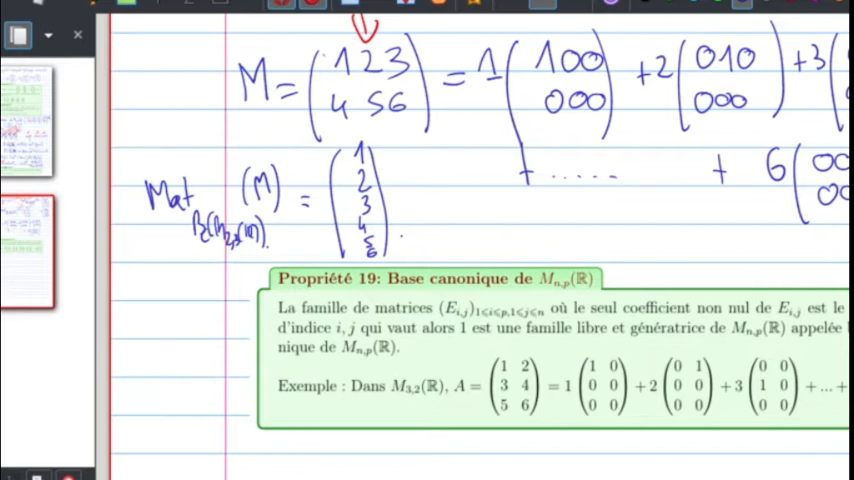 M = ( 1 2 3 ) = 1 ( 1 0 0 ) + 2 ( 0 1 0 ) + 3 (
( 4 5 6 ) ( 0 0 0 ) ( 0 0 0 )
+ ..... + 6 ( 0 0
0 0
Mat (M) = ( 1
2
3
4
5
6 ) .
Propriété 19: Base canonique de M_{n,p}(ℝ)
La famille de matrices (E_{i,j})_{1⩽i⩽p,1⩽j⩽n} où le seul coefficient non nul de E_{i,j} est le
d'indice i, j qui vaut alors 1 est une famille libre et génératrice de M_{n,p}(ℝ) appelée
nique de M_{n,p}(ℝ).
Exemple : Dans M_{3,2}(ℝ), A = ( 1 2 ; 3 4 ; 5 6 ) = 1 ( 1 0 ; 0 0 ; 0 0 ) + 2 ( 0 1 ; 0 0 ; 0 0 ) + 3 ( 0 0 ; 1 0 ; 0 0 ) + ... +